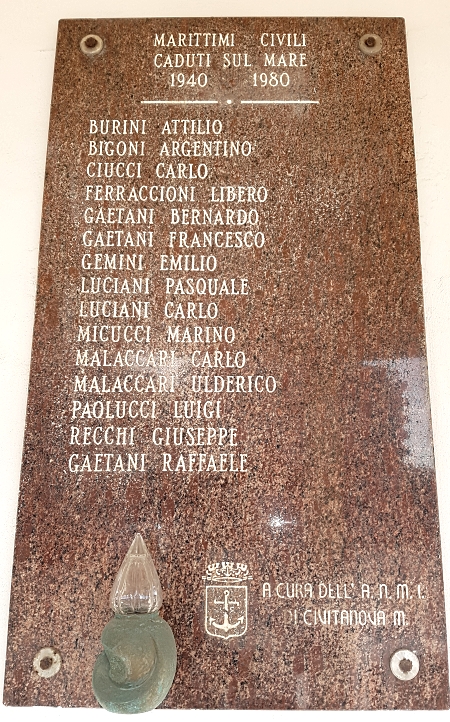 MARITTIMI CIVILI
CADUTI SUL MARE
1940 1980
BURINI ATTILIO
BIGONI ARGENTINO
CIUCCI CARLO
FERRACCIONI LIBERO
GAETANI BERNARDO
GAETANI FRANCESCO
GEMINI EMILIO
LUCIANI PASQUALE
LUCIANI CARLO
MICUCCI MARINO
MALACCARI CARLO
MALACCARI ULDERICO
PAOLUCCI LUIGI
RECCHI GIUSEPPE
GAETANI RAFFAELE
A CURA DELL' A. N. M. I.
DI CIVITANOVA M.